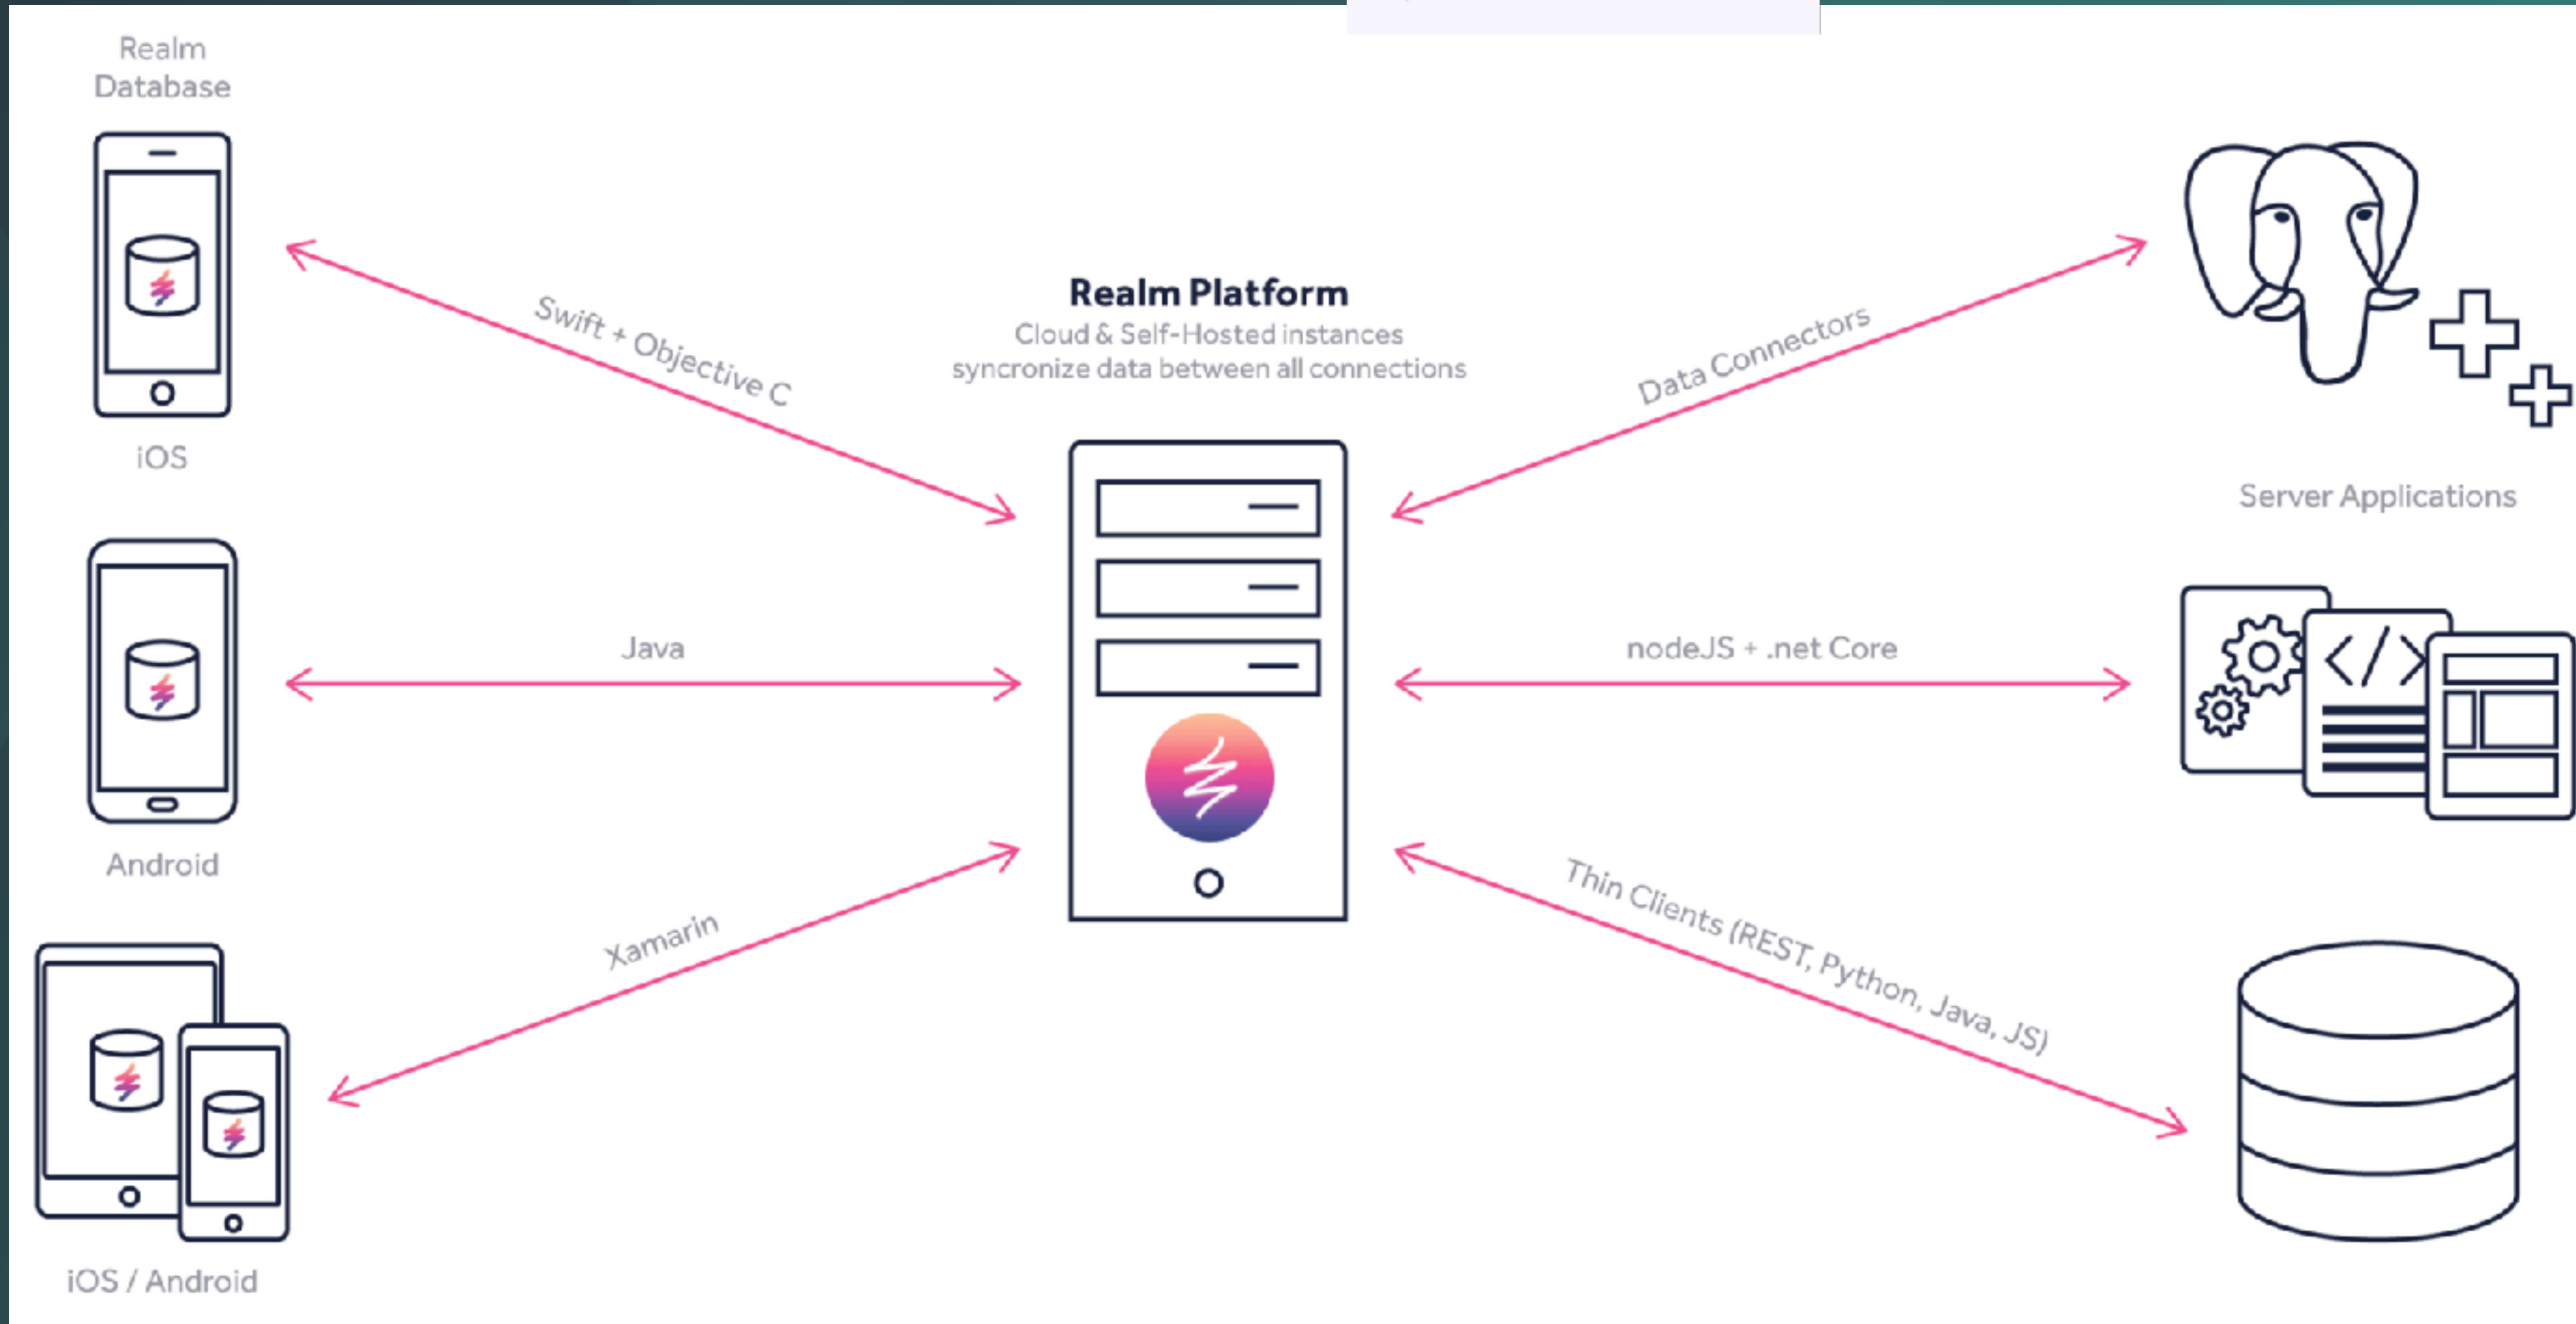 Realm
Database
iOS
Swift + Objective C
Realm Platform
Cloud & Self-Hosted instances
syncronize data between all connections
Data Connectors
Server Applications
Java
nodeJS + .net Core
Android
Xamarin
Thin Clients (REST, Python, Java, JS)
iOS / Android